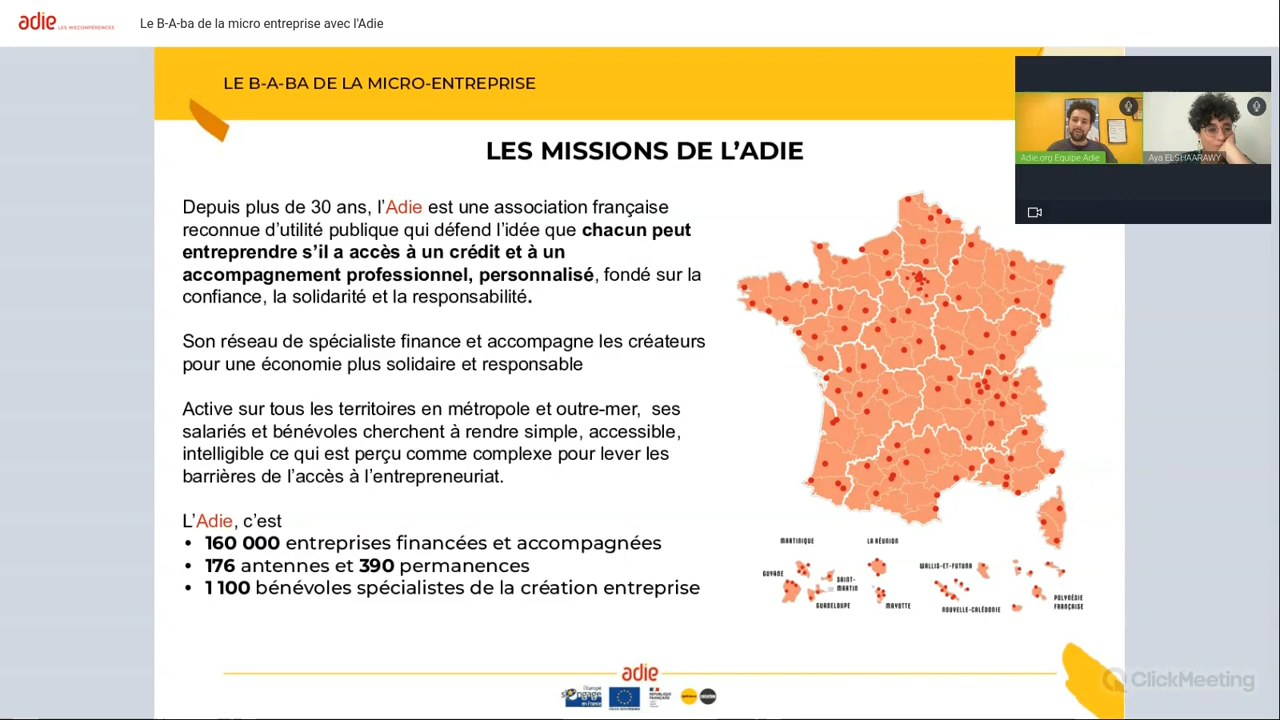 adie LES WEBCONFÉRENCES
Le B-A-ba de la micro entreprise avec l'Adie
LE B-A-BA DE LA MICRO-ENTREPRISE
Adie.org Equipe Adie
Aya ELSHAARAWY
LES MISSIONS DE L’ADIE
Depuis plus de 30 ans, l’Adie est une association française
reconnue d’utilité publique qui défend l’idée que chacun peut
entreprendre s’il a accès à un crédit et à un
accompagnement professionnel, personnalisé, fondé sur la
confiance, la solidarité et la responsabilité.
Son réseau de spécialiste finance et accompagne les créateurs
pour une économie plus solidaire et responsable
Active sur tous les territoires en métropole et outre-mer, ses
salariés et bénévoles cherchent à rendre simple, accessible,
intelligible ce qui est perçu comme complexe pour lever les
barrières de l’accès à l’entrepreneuriat.
L’Adie, c’est
• 160 000 entreprises financées et accompagnées
• 176 antennes et 390 permanences
• 1 100 bénévoles spécialistes de la création entreprise
MARTINIQUE
LA RÉUNION
GUYANE
SAINT-
MARTIN
WALLIS-ET-FUTUNA
GUADELOUPE
MAYOTTE
NOUVELLE-CALÉDONIE
POLYNÉSIE
FRANÇAISE
adie
l'Europe
s'engage
en France
RÉPUBLIQUE
FRANÇAISE
ClickMeeting